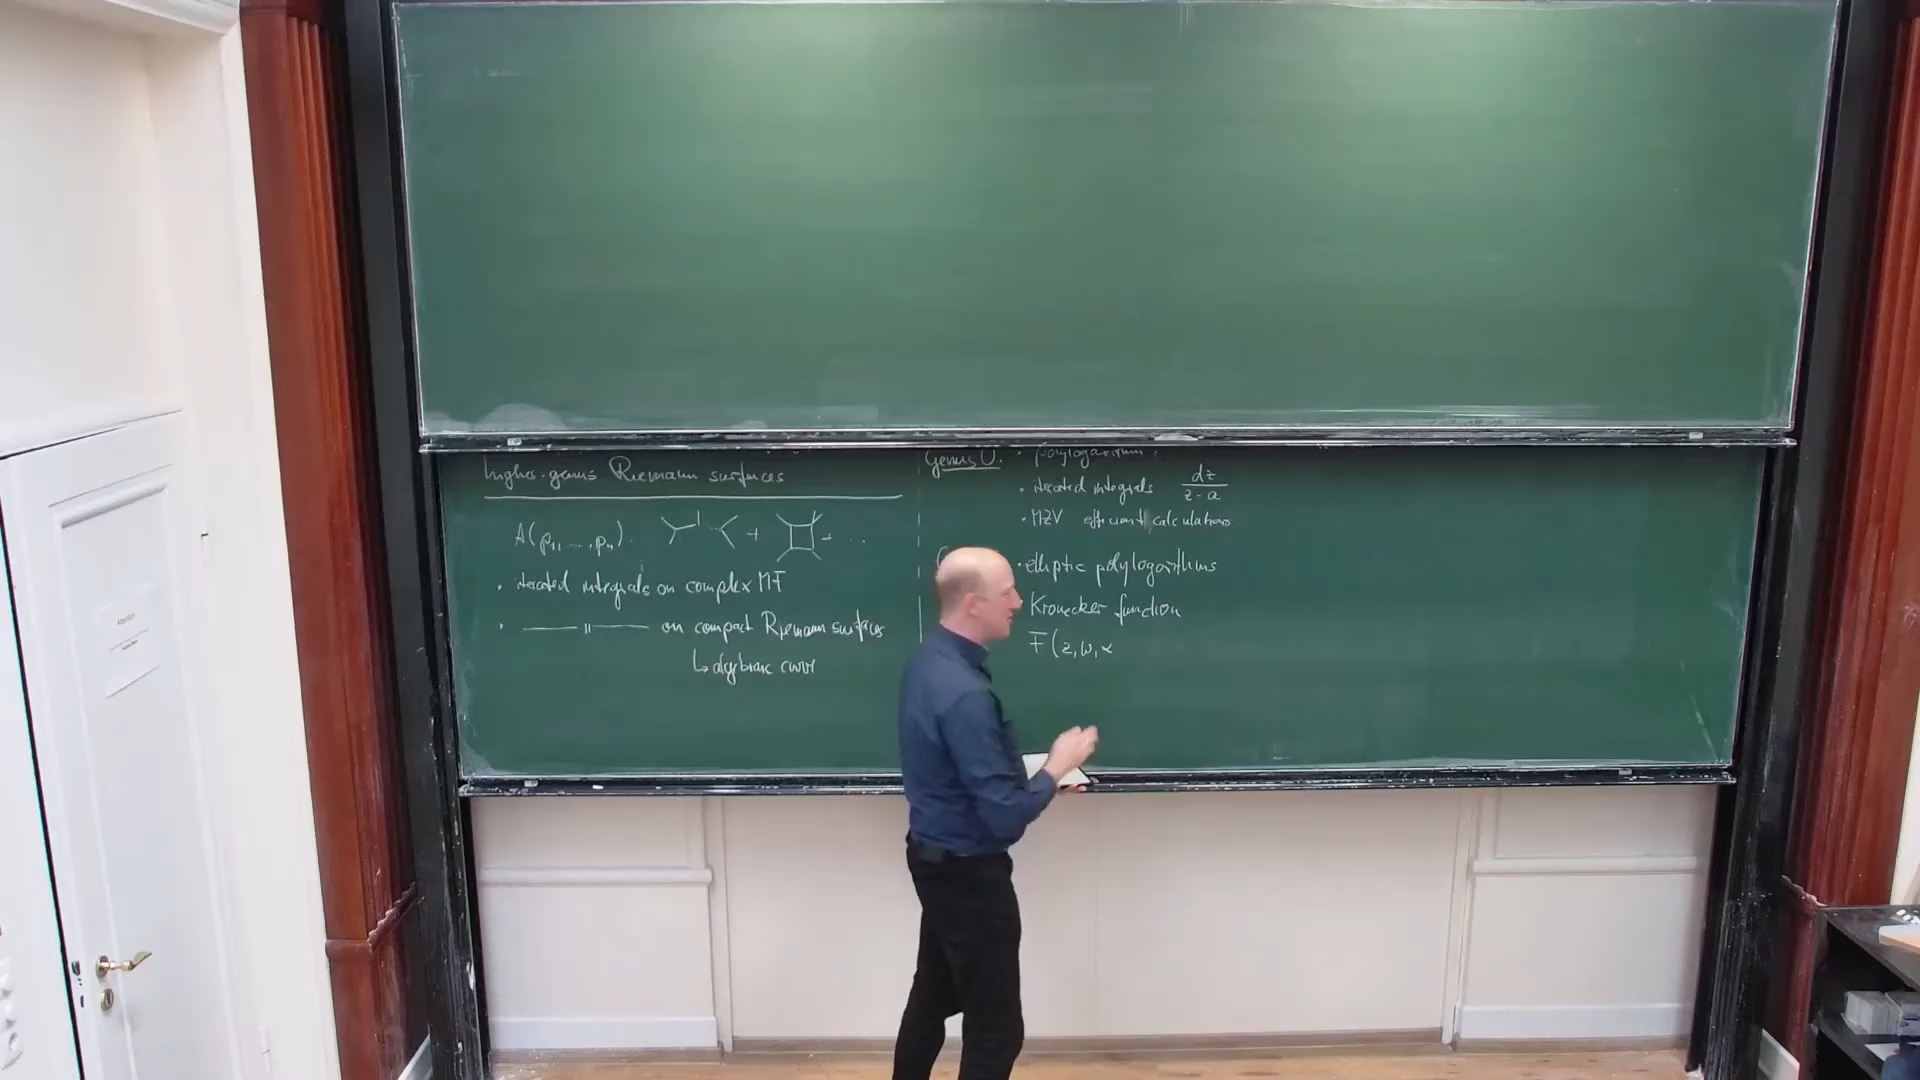 higher-genus Riemann surfaces
A(p₁, ... , pₙ) : + + ...
• iterated integrals on complex MF
• —— " —— on compact Riemann surfaces
↳ algebraic curve
Genus 0: • polylogarithm
• iterated integrals dz / z - a
• MZV efficient calculations
• elliptic polylogarithms
Kronecker function
F(z, ω, α